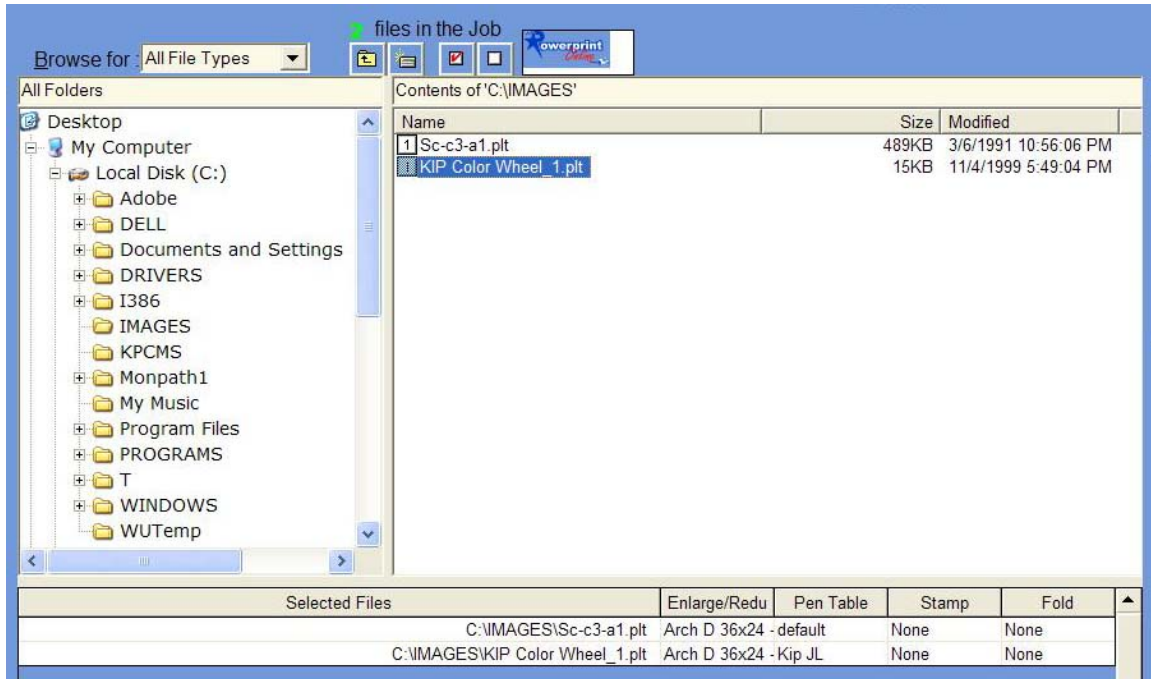 2 files in the Job
Browse for : All File Types
Powerprint
Online
All Folders
Contents of 'C:\IMAGES'
Desktop
My Computer
Local Disk (C:)
Adobe
DELL
Documents and Settings
DRIVERS
I386
IMAGES
KPCMS
Monpath1
My Music
Program Files
PROGRAMS
T
WINDOWS
WUTemp
Name Size Modified
1 Sc-c3-a1.plt 489KB 3/6/1991 10:56:06 PM
1 KIP Color Wheel_1.plt 15KB 11/4/1999 5:49:04 PM
Selected Files Enlarge/Redu Pen Table Stamp Fold
C:\IMAGES\Sc-c3-a1.plt Arch D 36x24 - default None None
C:\IMAGES\KIP Color Wheel_1.plt Arch D 36x24 - Kip JL None None